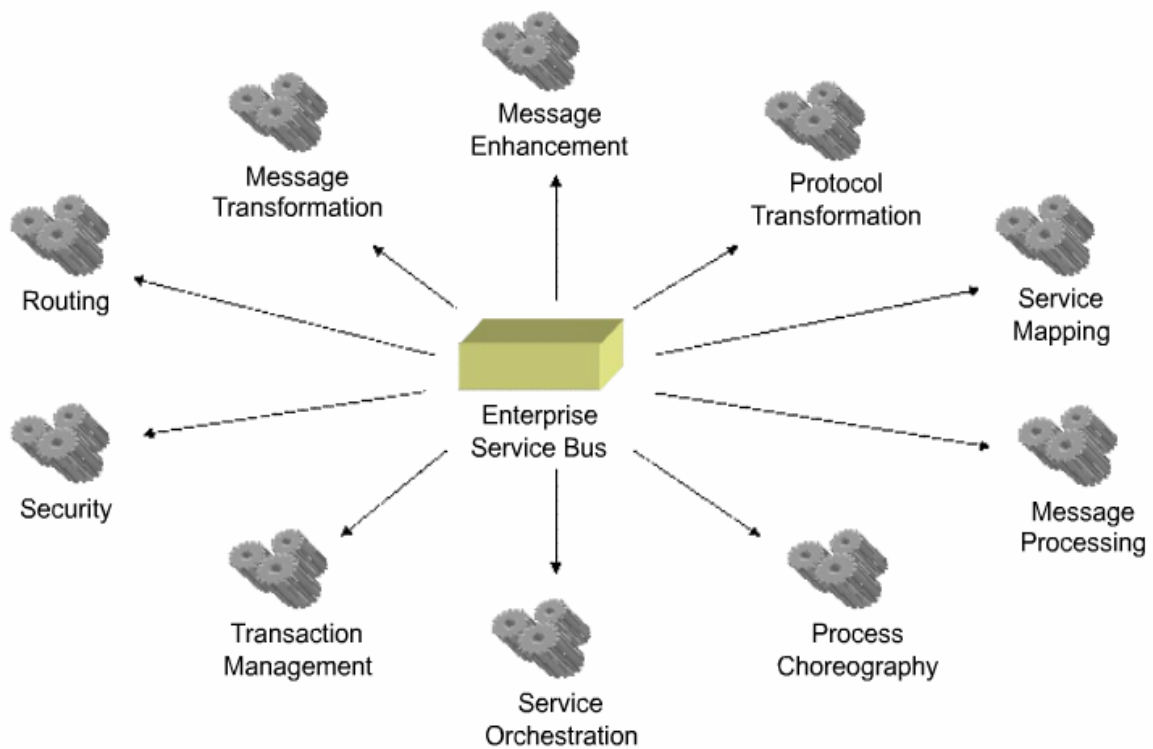 Message
Enhancement
Message
Transformation
Protocol
Transformation
Routing
Service
Mapping
Enterprise
Service Bus
Security
Message
Processing
Transaction
Management
Process
Choreography
Service
Orchestration